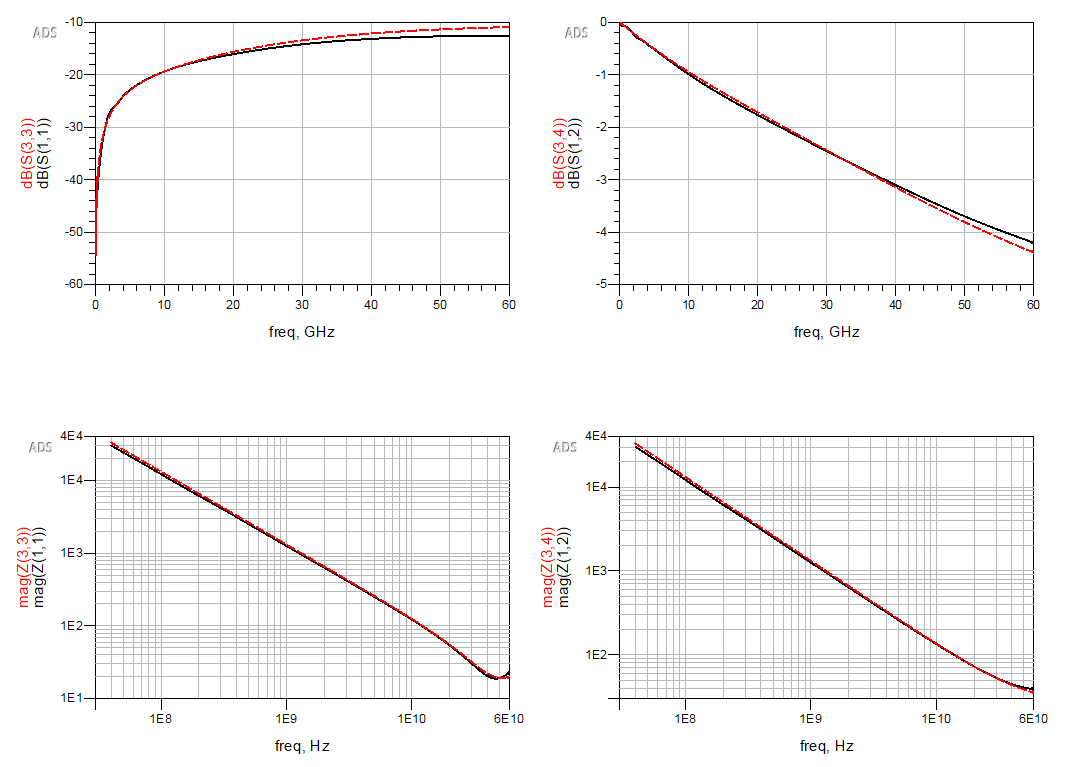 ADS
-10
-20
-30
-40
-50
-60
dB(S(3,3))
dB(S(1,1))
0 10 20 30 40 50 60
freq, GHz
ADS
0
-1
-2
-3
-4
-5
dB(S(3,4))
dB(S(1,2))
0 10 20 30 40 50 60
freq, GHz
ADS
4E4
1E4
1E3
1E2
1E1
mag(Z(3,3))
mag(Z(1,1))
1E8 1E9 1E10 6E10
freq, Hz
ADS
4E4
1E4
1E3
1E2
mag(Z(3,4))
mag(Z(1,2))
1E8 1E9 1E10 6E10
freq, Hz